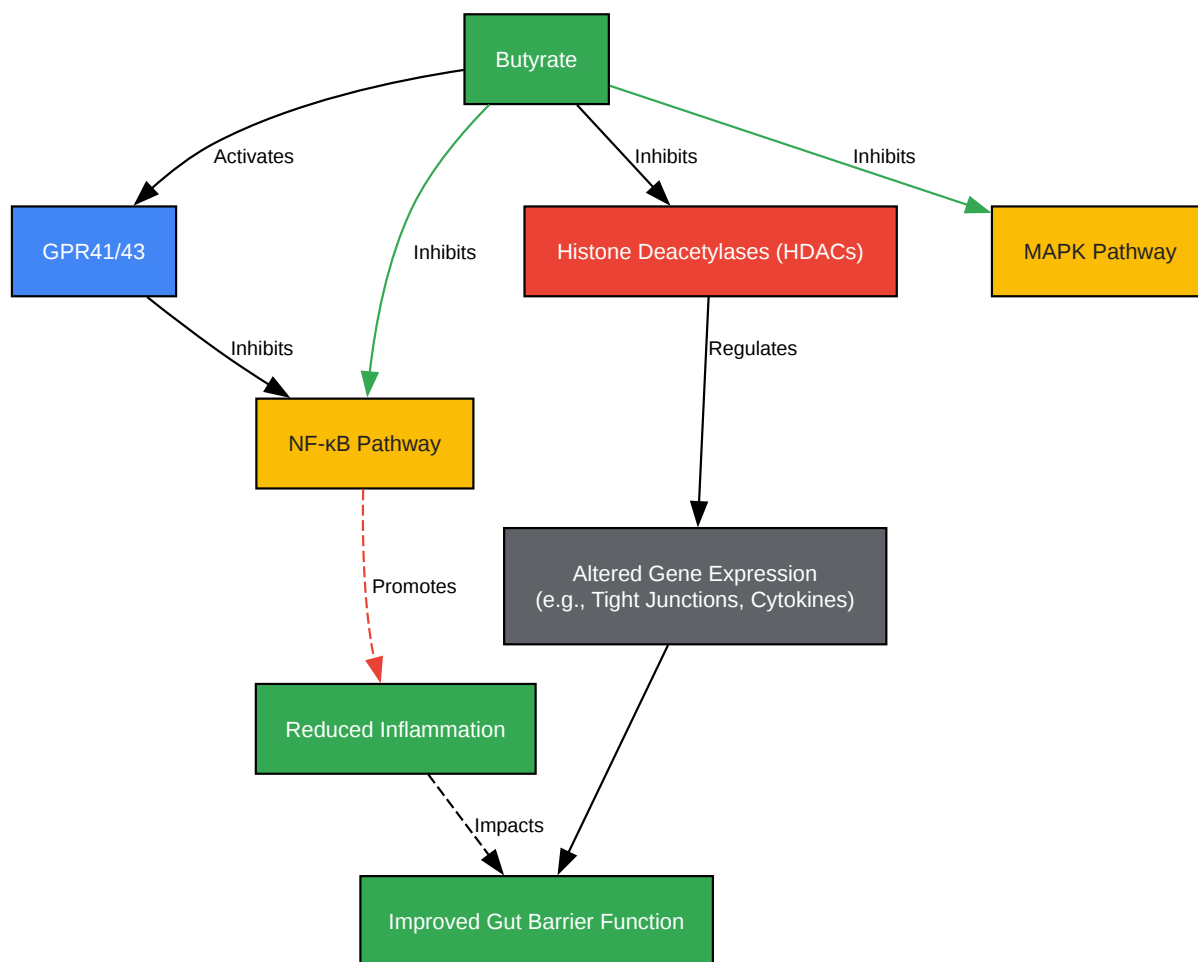 Butyrate
Activates
Inhibits
Inhibits
GPR41/43
Inhibits
Histone Deacetylases (HDACs)
MAPK Pathway
Inhibits
Regulates
NF-κB Pathway
Promotes
Altered Gene Expression
(e.g., Tight Junctions, Cytokines)
Reduced Inflammation
Impacts
Improved Gut Barrier Function